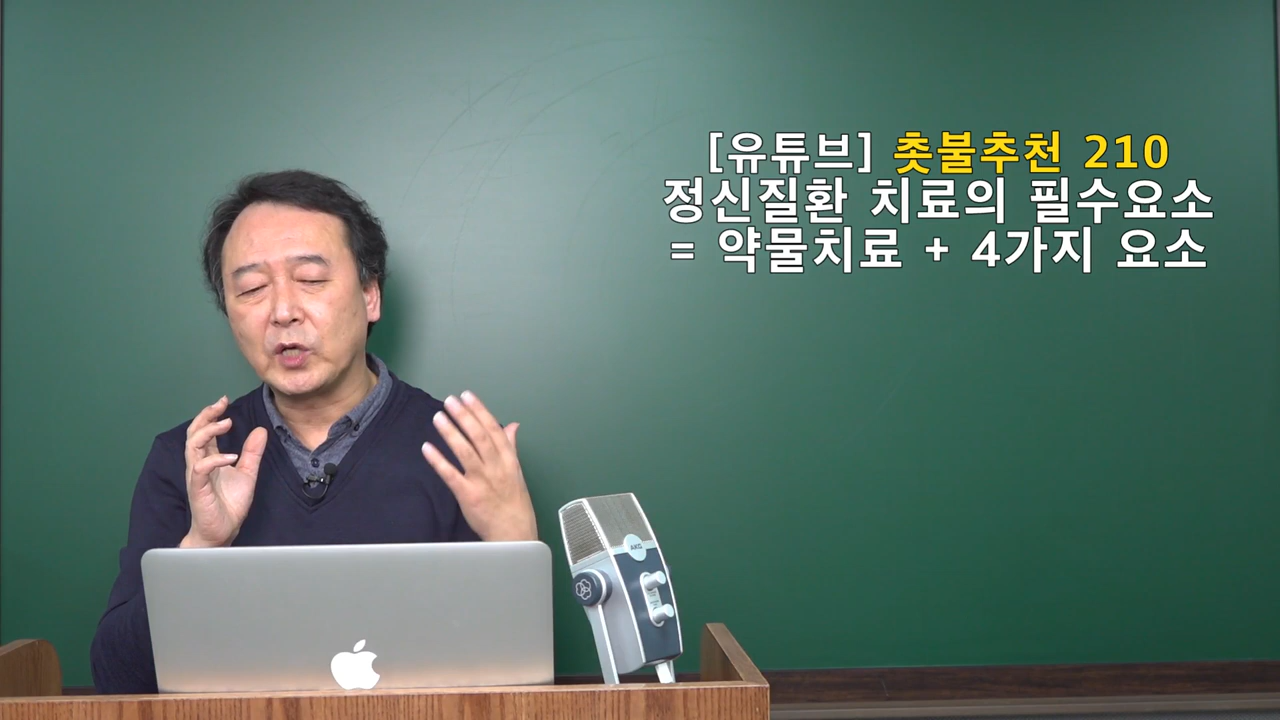 [유튜브] 촛불추천 210
정신질환 치료의 필수요소
= 약물치료 + 4가지 요소
AKG